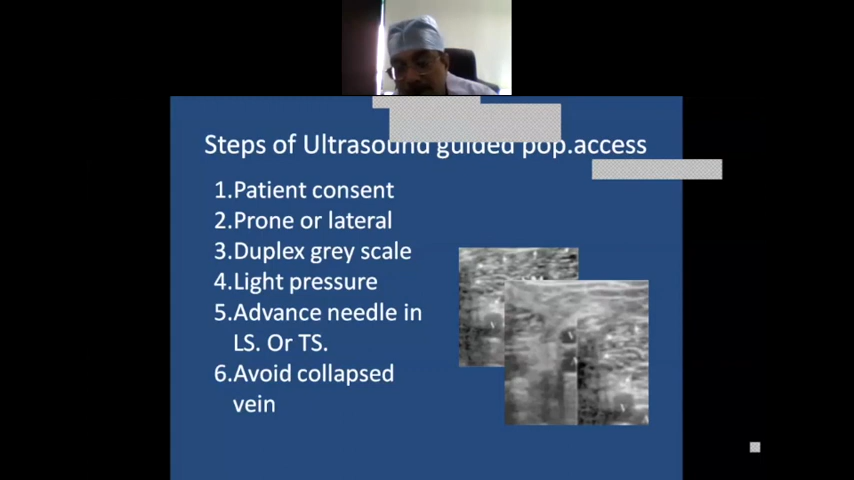 Steps of Ultrasound guided pop.access
1.Patient consent
2.Prone or lateral
3.Duplex grey scale
4.Light pressure
5.Advance needle in
LS. Or TS.
6.Avoid collapsed
vein